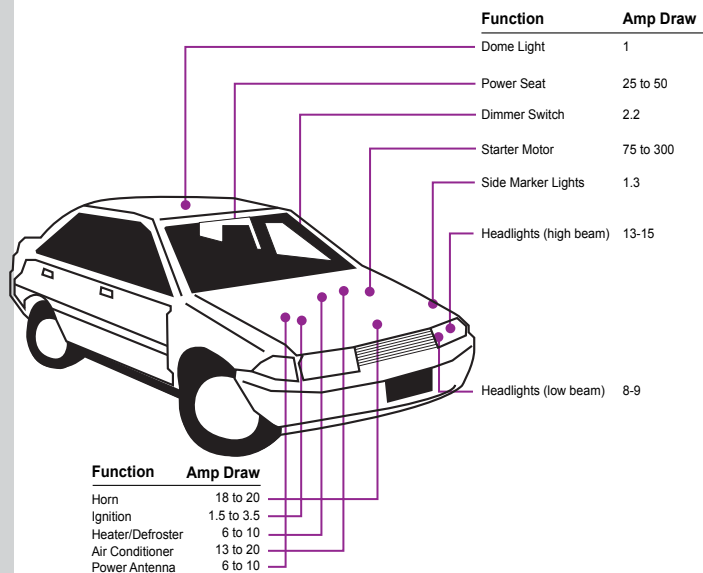 Function Amp Draw
Dome Light 1
Power Seat 25 to 50
Dimmer Switch 2.2
Starter Motor 75 to 300
Side Marker Lights 1.3
Headlights (high beam) 13-15
Headlights (low beam) 8-9
Function Amp Draw
Horn 18 to 20
Ignition 1.5 to 3.5
Heater/Defroster 6 to 10
Air Conditioner 13 to 20
Power Antenna 6 to 10